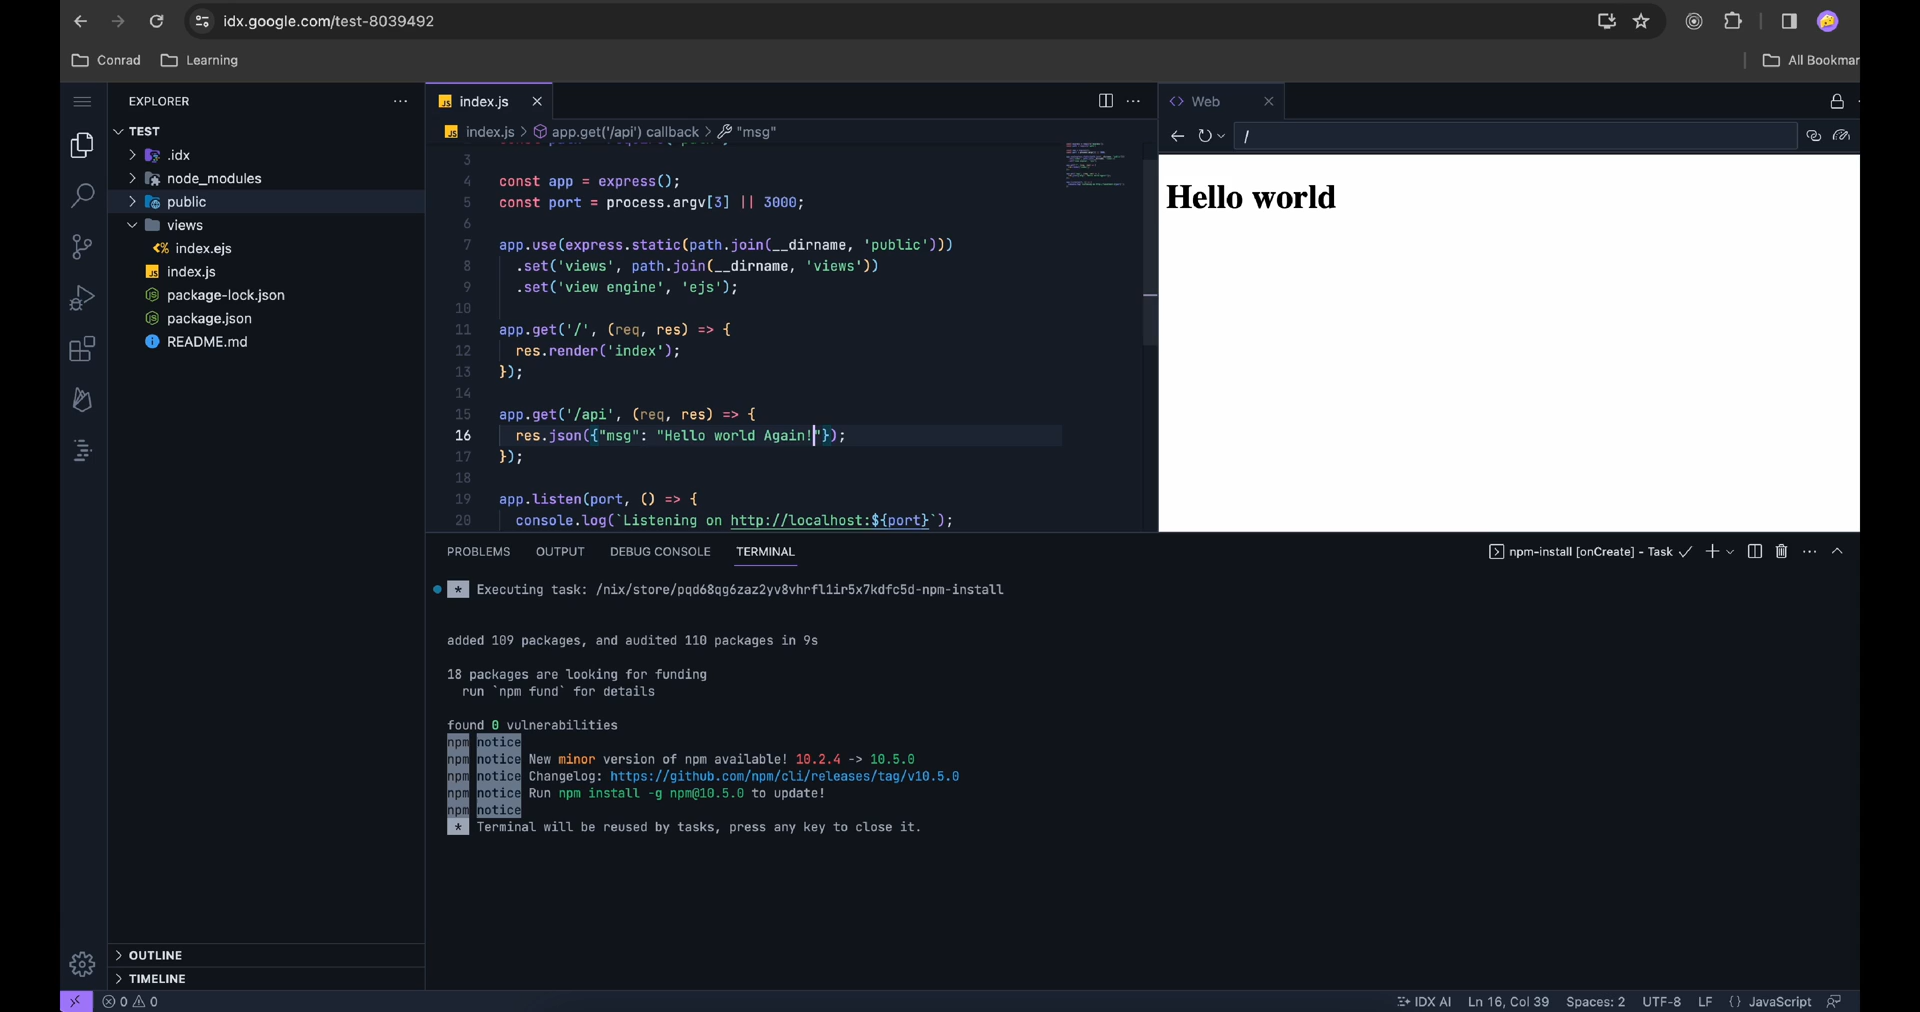 idx.google.com/test-8039492
Conrad
Learning
All Bookmar
EXPLORER
TEST
.idx
node_modules
public
views
<% index.ejs
JS index.js
package-lock.json
package.json
README.md
OUTLINE
TIMELINE
JS index.js
JS index.js > app.get('/api') callback > "msg"
3
4 const app = express();
5 const port = process.argv[3] || 3000;
6
7 app.use(express.static(path.join(__dirname, 'public')))
8 .set('views', path.join(__dirname, 'views'))
9 .set('view engine', 'ejs');
10
11 app.get('/', (req, res) => {
12 res.render('index');
13 });
14
15 app.get('/api', (req, res) => {
16 res.json({"msg": "Hello world Again!"});
17 });
18
19 app.listen(port, () => {
20 console.log(`Listening on http://localhost:${port}`);
<> Web
/
Hello world
PROBLEMS OUTPUT DEBUG CONSOLE TERMINAL
npm-install [onCreate] - Task
* Executing task: /nix/store/pqd68qg6zaz2yv8vhrfl1ir5x7kdfc5d-npm-install
added 109 packages, and audited 110 packages in 9s
18 packages are looking for funding
run `npm fund` for details
found 0 vulnerabilities
npm notice
npm notice New minor version of npm available! 10.2.4 -> 10.5.0
npm notice Changelog: https://github.com/npm/cli/releases/tag/v10.5.0
npm notice Run npm install -g npm@10.5.0 to update!
npm notice
* Terminal will be reused by tasks, press any key to close it.
0 0
IDX AI Ln 16, Col 39 Spaces: 2 UTF-8 LF {} JavaScript